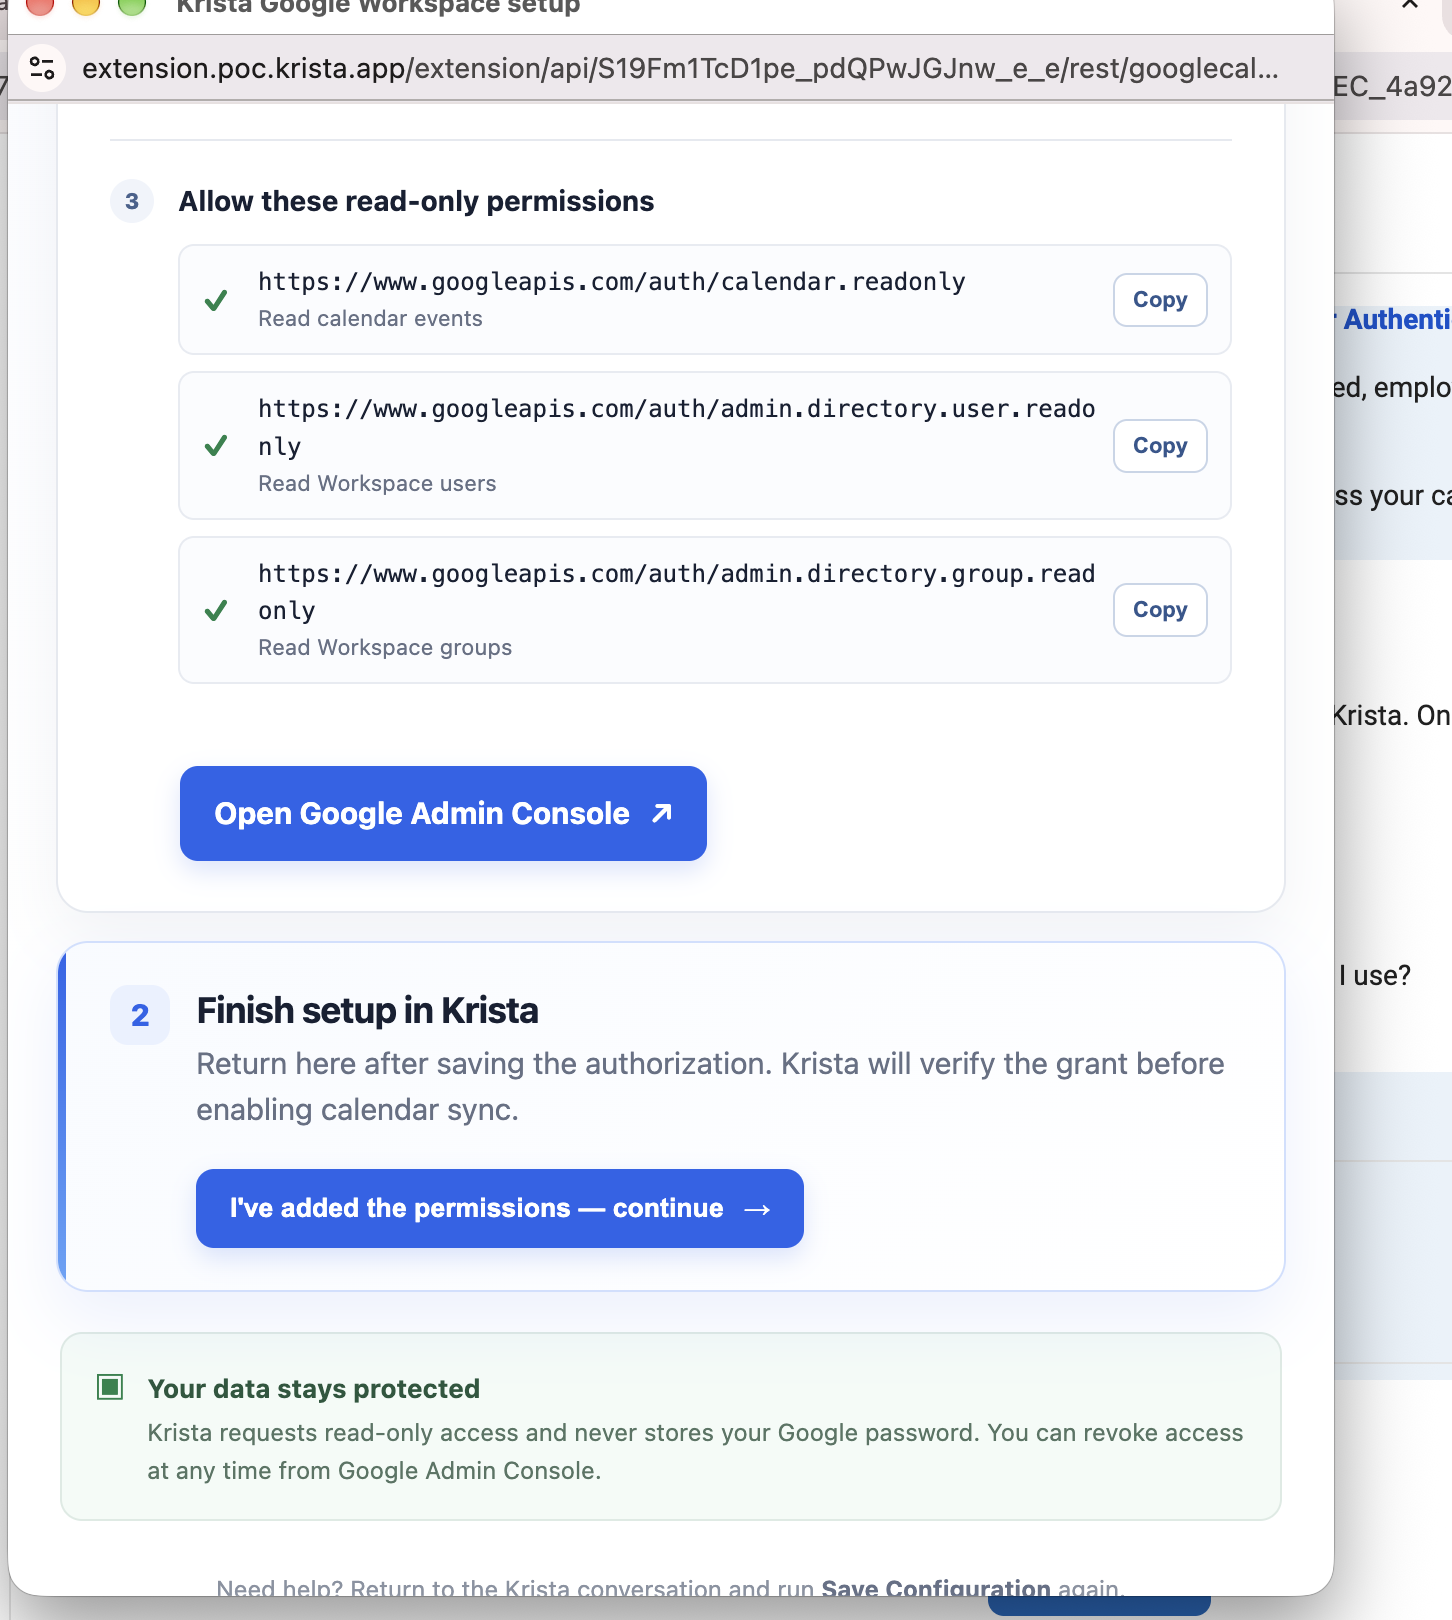 Krista Google Workspace setup
extension.poc.krista.app/extension/api/S19Fm1TcD1pe_pdQPwJGJnw_e_e/rest/googlecal...
EC_4a92
3
Allow these read-only permissions
https://www.googleapis.com/auth/calendar.readonly
Read calendar events
Copy
https://www.googleapis.com/auth/admin.directory.user.reado
nly
Read Workspace users
Copy
https://www.googleapis.com/auth/admin.directory.group.read
only
Read Workspace groups
Copy
Open Google Admin Console ↗
2
Finish setup in Krista
Return here after saving the authorization. Krista will verify the grant before
enabling calendar sync.
I've added the permissions — continue →
Your data stays protected
Krista requests read-only access and never stores your Google password. You can revoke access
at any time from Google Admin Console.
Need help? Return to the Krista conversation and run Save Configuration again.
Authenti
ed, emplo
ss your ca
Krista. On
I use?